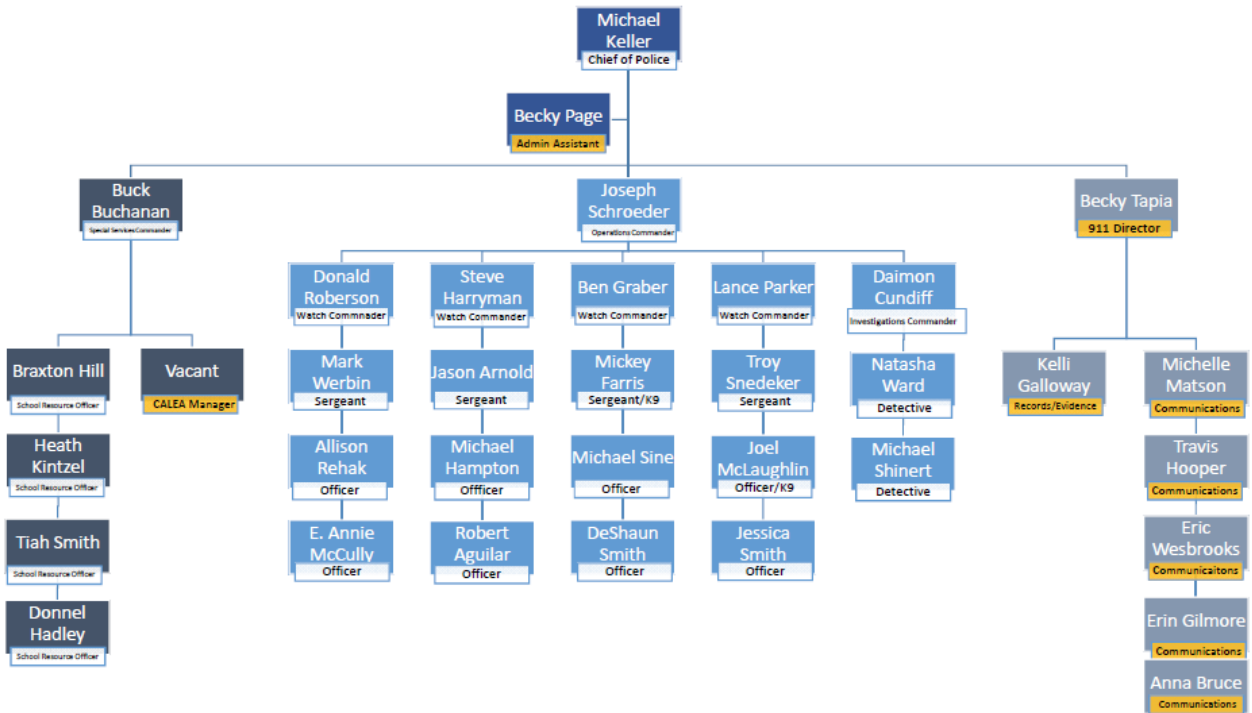 Michael
Keller
Chief of Police
Becky Page
Admin Assistant
Buck
Buchanan
Special Services Commander
Joseph
Schroeder
Operations Commander
Becky Tapia
911 Director
Donald
Roberson
Watch Commnader
Steve
Harryman
Watch Commander
Ben Graber
Watch Commander
Lance Parker
Watch Commander
Daimon
Cundiff
Investigations Commander
Braxton Hill
School Resource Officer
Vacant
CALEA Manager
Mark
Werbin
Sergeant
Jason Arnold
Sergeant
Mickey
Farris
Sergeant/K9
Troy
Snedeker
Sergeant
Natasha
Ward
Detective
Kelli
Galloway
Records/Evidence
Michelle
Matson
Communications
Heath
Kintzel
School Resource Officer
Allison
Rehak
Officer
Michael
Hampton
Offficer
Michael Sine
Officer
Joel
McLaughlin
Officer/K9
Michael
Shinert
Detective
Travis
Hooper
Communications
Tiah Smith
School Resource Officer
E. Annie
McCully
Officer
Robert
Aguilar
Officer
DeShaun
Smith
Officer
Jessica
Smith
Officer
Eric
Wesbrooks
Communicaitons
Donnel
Hadley
School Resource Officer
Erin Gilmore
Communications
Anna Bruce
Communications